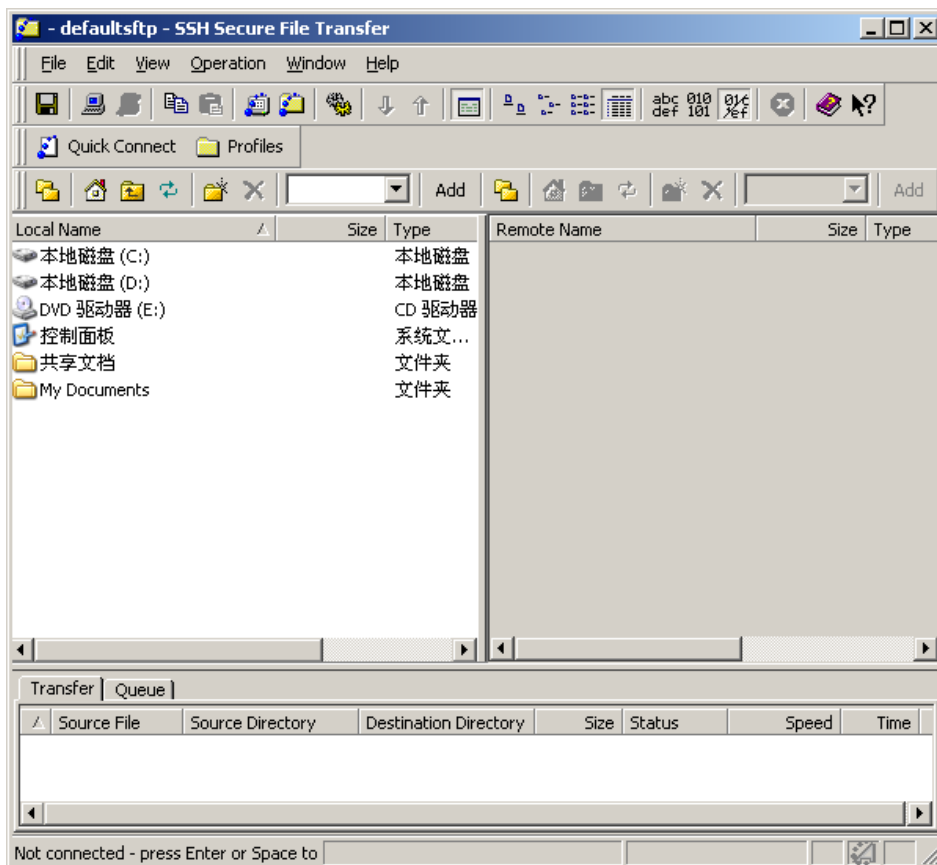 - defaultsftp - SSH Secure File Transfer
File Edit View Operation Window Help
abc def 010 101
Quick Connect Profiles
Add Add
Local Name Size Type Remote Name Size Type
本地磁盘 (C:) 本地磁盘
本地磁盘 (D:) 本地磁盘
DVD 驱动器 (E:) CD 驱动器
控制面板 系统文...
共享文档 文件夹
My Documents 文件夹
Transfer Queue
Source File Source Directory Destination Directory Size Status Speed Time
Not connected - press Enter or Space to